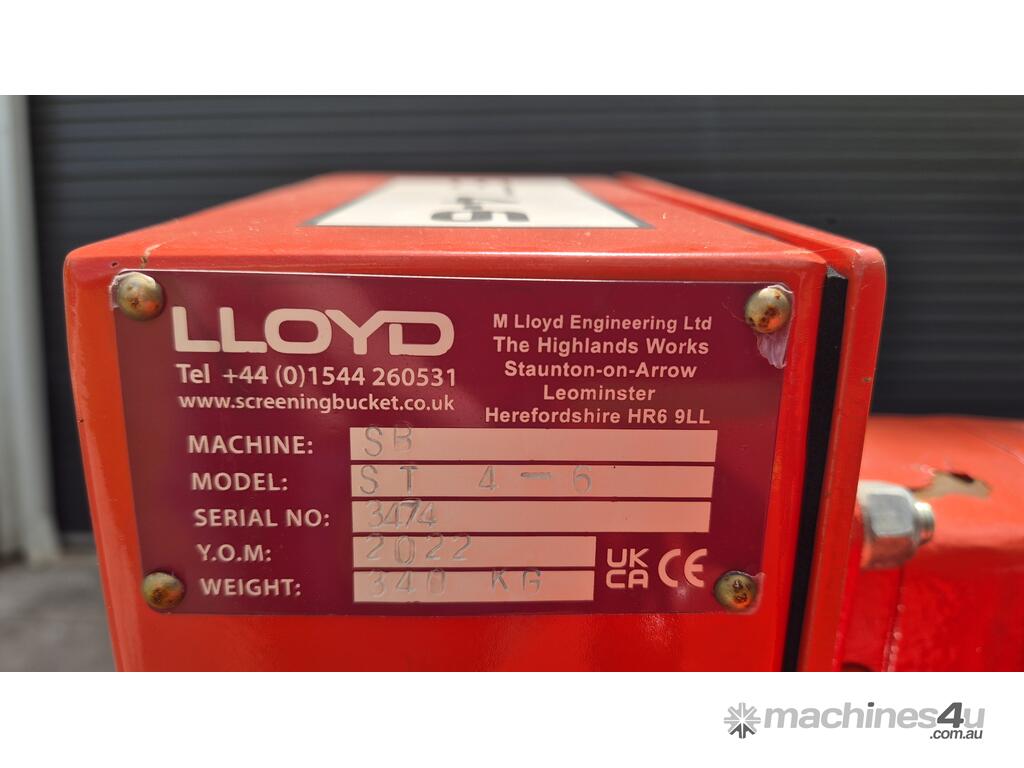 LLOYD
Tel +44 (0)1544 260531
www.screeningbucket.co.uk
M Lloyd Engineering Ltd
The Highlands Works
Staunton-on-Arrow
Leominster
Herefordshire HR6 9LL
MACHINE: SB
MODEL: ST 4-6
SERIAL NO: 3474
Y.O.M: 2022
WEIGHT: 340 KG
UK
CA CE
machines4u
.com.au